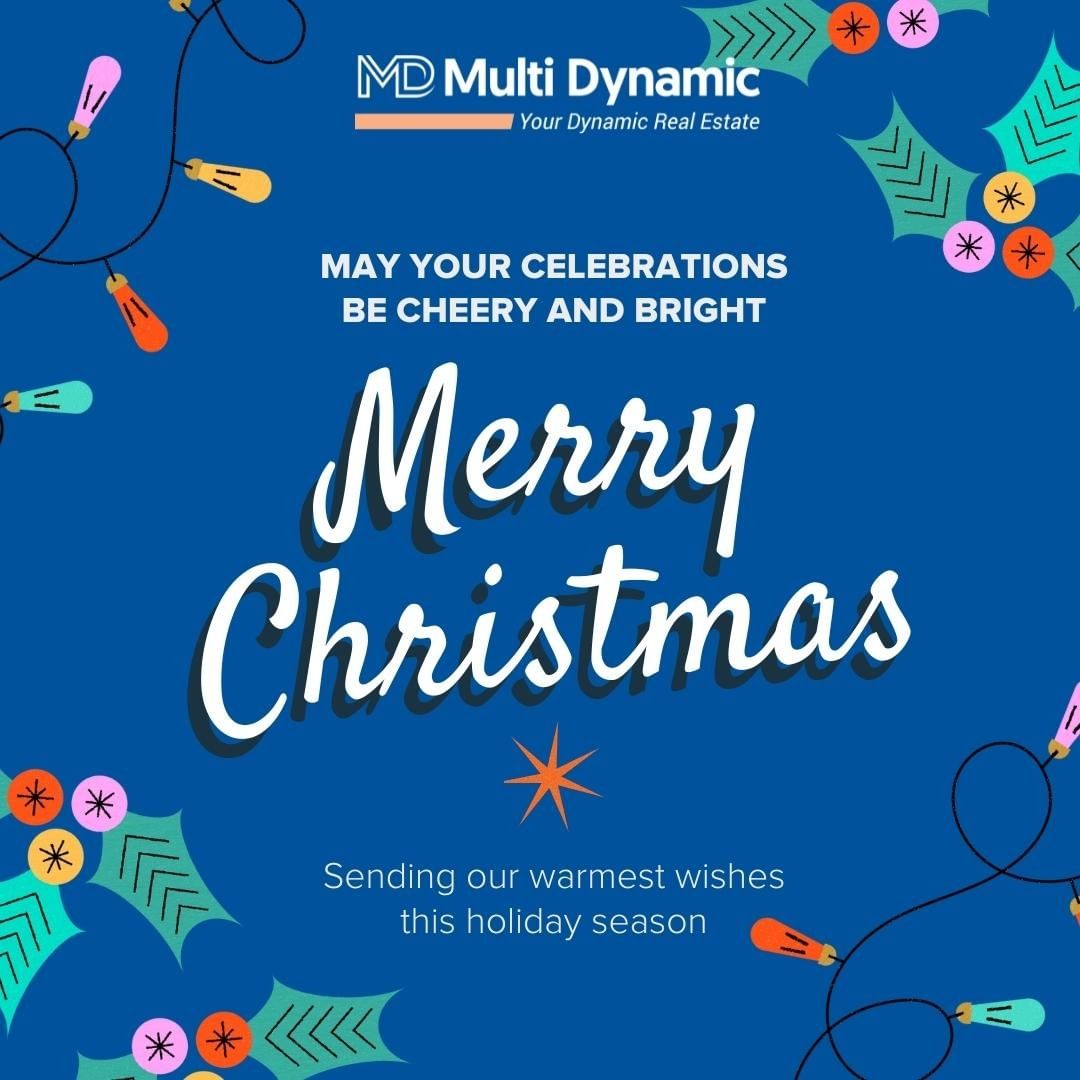 MD Multi Dynamic
Your Dynamic Real Estate
MAY YOUR CELEBRATIONS
BE CHEERY AND BRIGHT
Merry
Christmas
Sending our warmest wishes
this holiday season